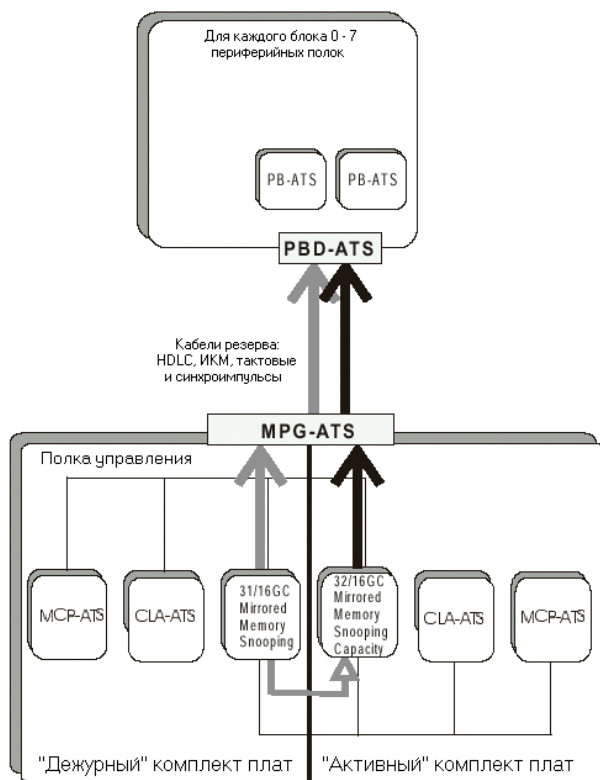 Для каждого блока 0 - 7
периферийных полок
PB-ATS
PB-ATS
PBD-ATS
Кабели резерва:
HDLC, ИКМ, тактовые
и синхроимпульсы
MPG-ATS
Полка управления
MCP-ATS
CLA-ATS
31/16GC
Mirrored
Memory
Snooping
32/16GC
Mirrored
Memory
Snooping
Capacity
CLA-ATS
MCP-ATS
"Дежурный" комплект плат
"Активный" комплект плат